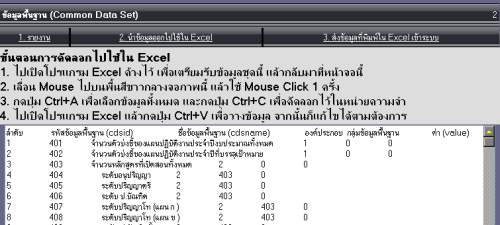 ข้อมูลพื้นฐาน (Common Data Set) 2
1. รายงาน 2. นำข้อมูลออกไปใช้ใน Excel 3. ส่งข้อมูลที่พิมพ์ใน Excel เข้าระบบ
ขั้นตอนการคัดลอกไปใช้ใน Excel
1. ไปเปิดโปรแกรม Excel ค้างไว้ เพื่อเตรียมรับข้อมูลชุดนี้ แล้วกลับมาที่หน้าจอนี้
2. เลื่อน Mouse ไปบนพื้นสีขาวกลางจอภาพนี้ แล้วใช้ Mouse Click 1 ครั้ง
3. กดปุ่ม Ctrl+A เพื่อเลือกข้อมูลทั้งหมด และกดปุ่ม Ctrl+C เพื่อคัดลอกไว้ในหน่วยความจำ
4. ไปเปิดโปรแกรม Excel แล้วกดปุ่ม Ctrl+V เพื่อวางข้อมูล จากนั้นก็แก้ไขได้ตามต้องการ
ลำดับ รหัสข้อมูลพื้นฐาน (cdsid) ชื่อข้อมูลพื้นฐาน (cdsname) องค์ประกอบ กลุ่มข้อมูลพื้นฐาน ค่า (value)
1 401 จำนวนตัวบ่งชี้ของแผนปฏิบัติงานประจำปีงบประมาณทั้งหมด 1 0 0
2 402 จำนวนตัวบ่งชี้ของแผนปฏิบัติงานประจำปีที่บรรลุเป้าหมาย 1 0 0
3 403 จำนวนหลักสูตรที่เปิดสอนทั้งหมด 2 0 0
4 404 ระดับอนุปริญญา 2 403 0
5 405 ระดับปริญญาตรี 2 403 0
6 406 ระดับ ป.บัณฑิต 2 403 0
7 407 ระดับปริญญาโท (แผน ก ) 2 403 0
8 408 ระดับปริญญาโท (แผน ข ) 2 403 0